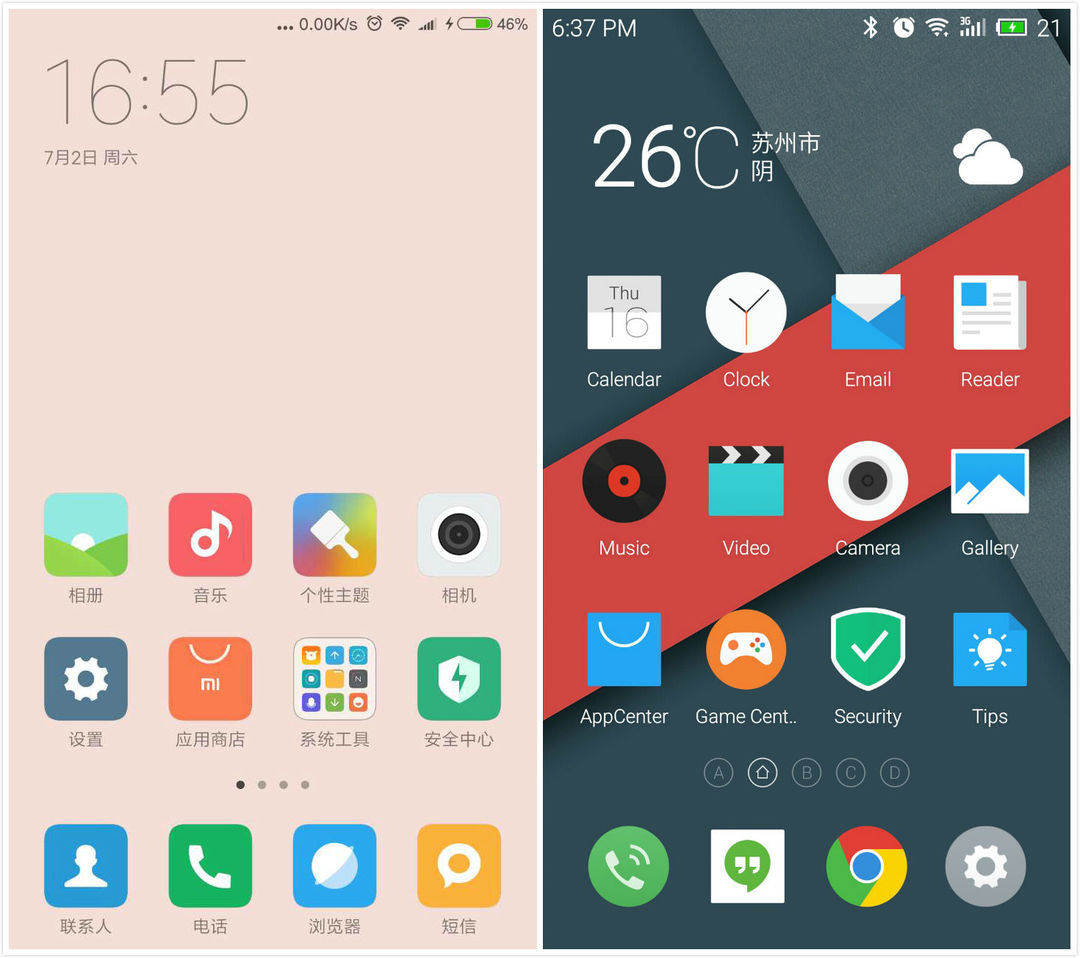 ... 0.00K/s 46%
16:55
7月2日 周六
相册 音乐 个性主题 相机
mi
设置 应用商店 系统工具 安全中心
联系人 电话 浏览器 短信
6:37 PM 3G 21
26℃ 苏州市
阴
Thu
16
Calendar Clock Email Reader
Music Video Camera Gallery
AppCenter Game Cent.. Security Tips
A B C D